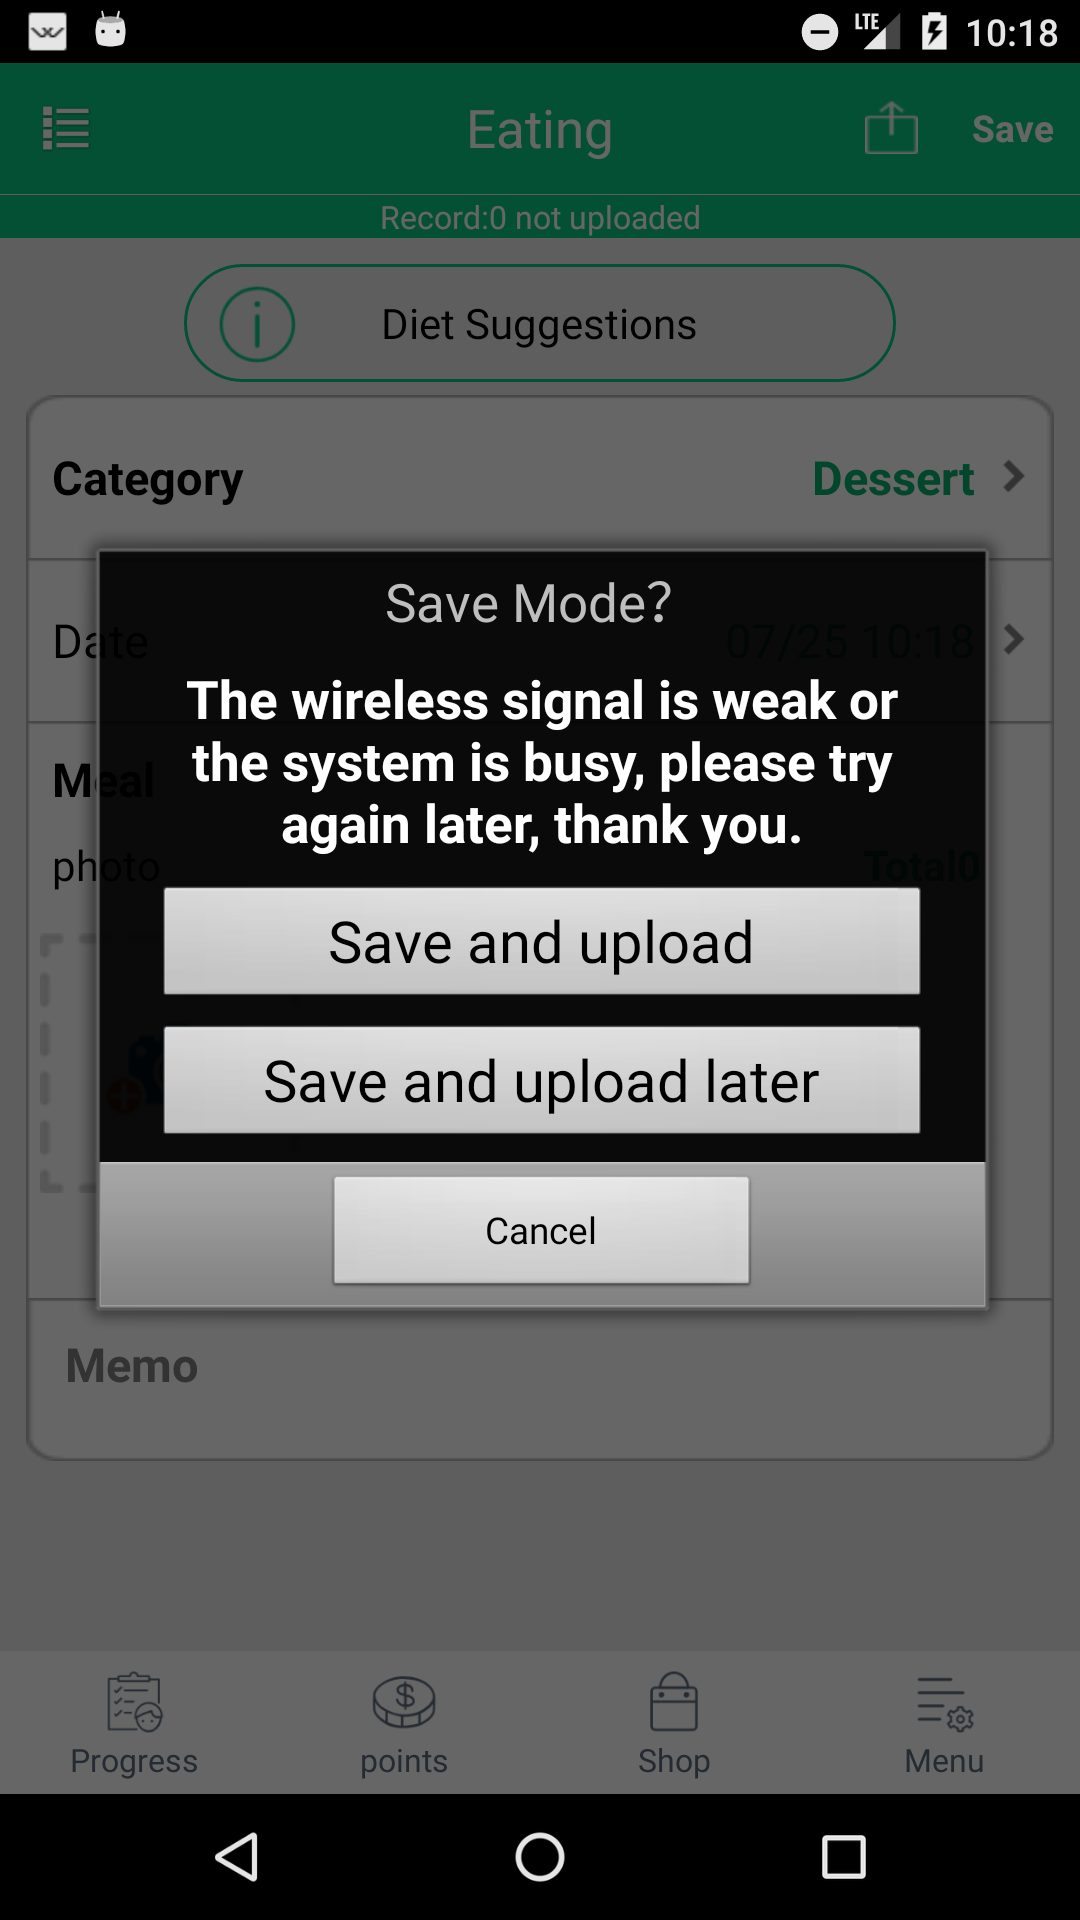 LTE 10:18
Eating
Save
Record:0 not uploaded
Diet Suggestions
Category
Dessert
Date
07/25 10:18
Meal
photo
Total0
Save Mode?
The wireless signal is weak or
the system is busy, please try
again later, thank you.
Save and upload
Save and upload later
Cancel
Memo
Progress
points
Shop
Menu